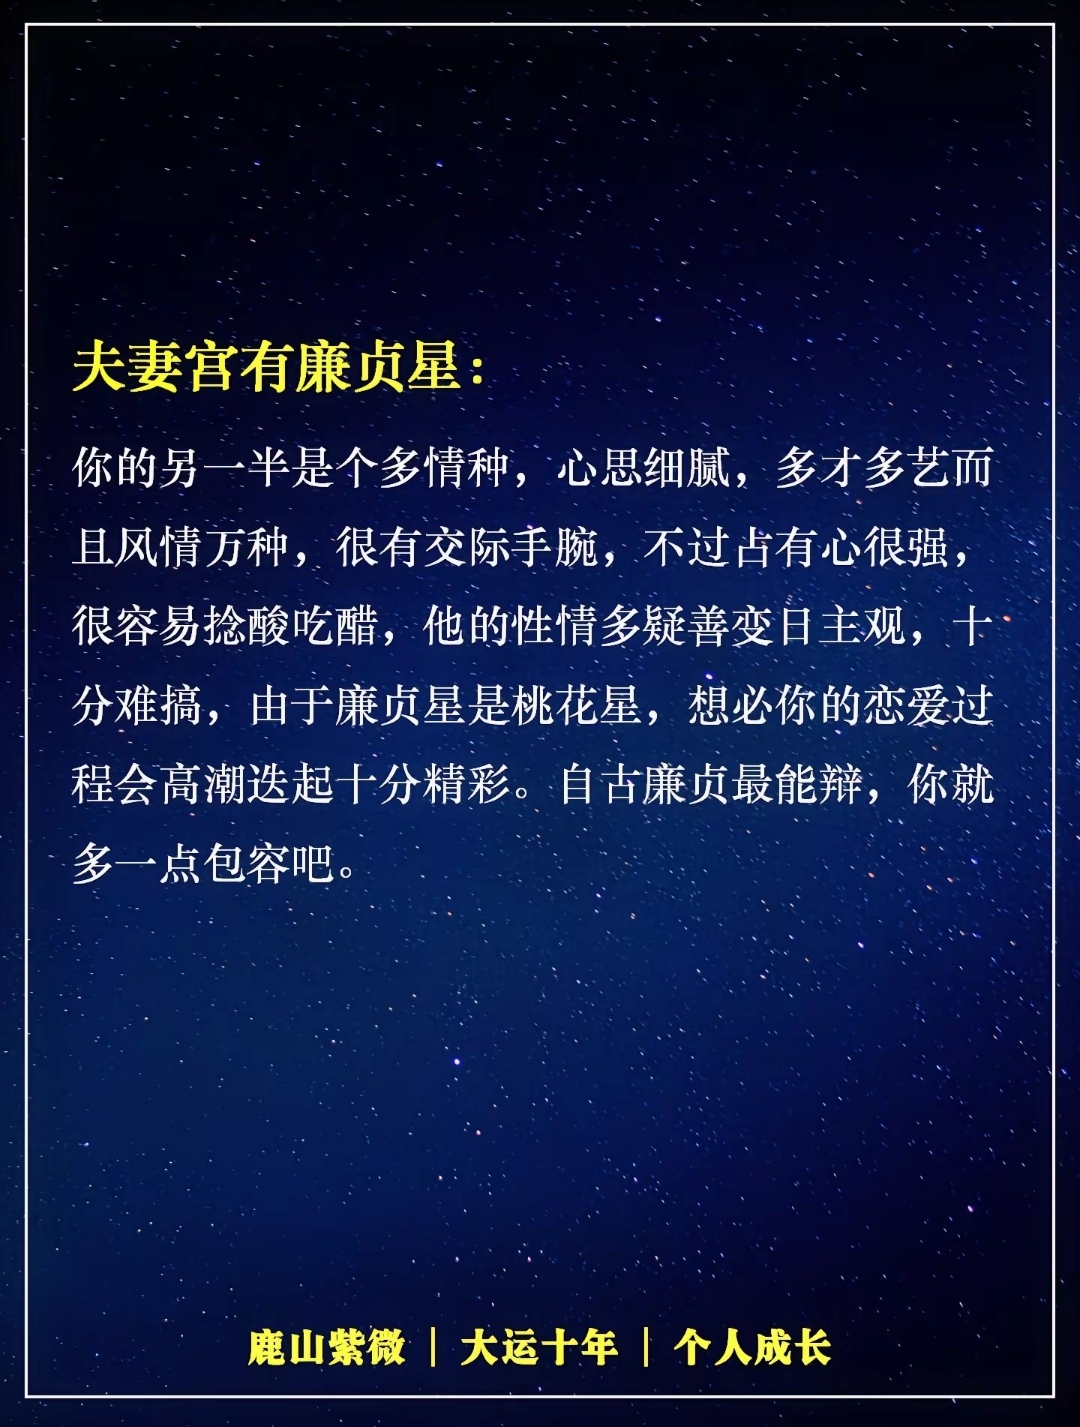 夫妻宫有廉贞星：
你的另一半是个多情种，心思细腻，多才多艺而
且风情万种，很有交际手腕，不过占有心很强，
很容易捻酸吃醋，他的性情多疑善变日主观，十
分难搞，由于廉贞星是桃花星，想必你的恋爱过
程会高潮迭起十分精彩。自古廉贞最能辩，你就
多一点包容吧。
鹿山紫微｜大运十年｜个人成长